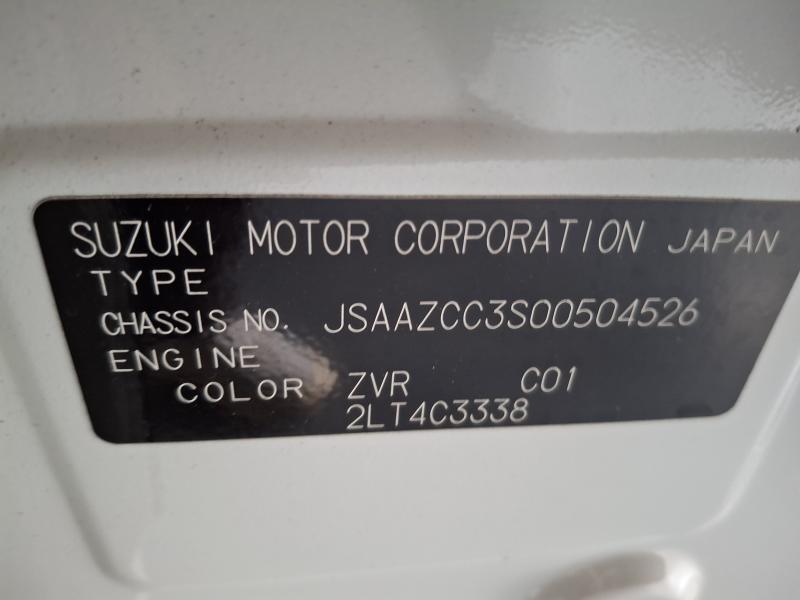 SUZUKI MOTOR CORPORATION JAPAN
TYPE
CHASSIS NO. JSAAZCC3S00504526
ENGINE
COLOR ZVR C01
2LT4C3338